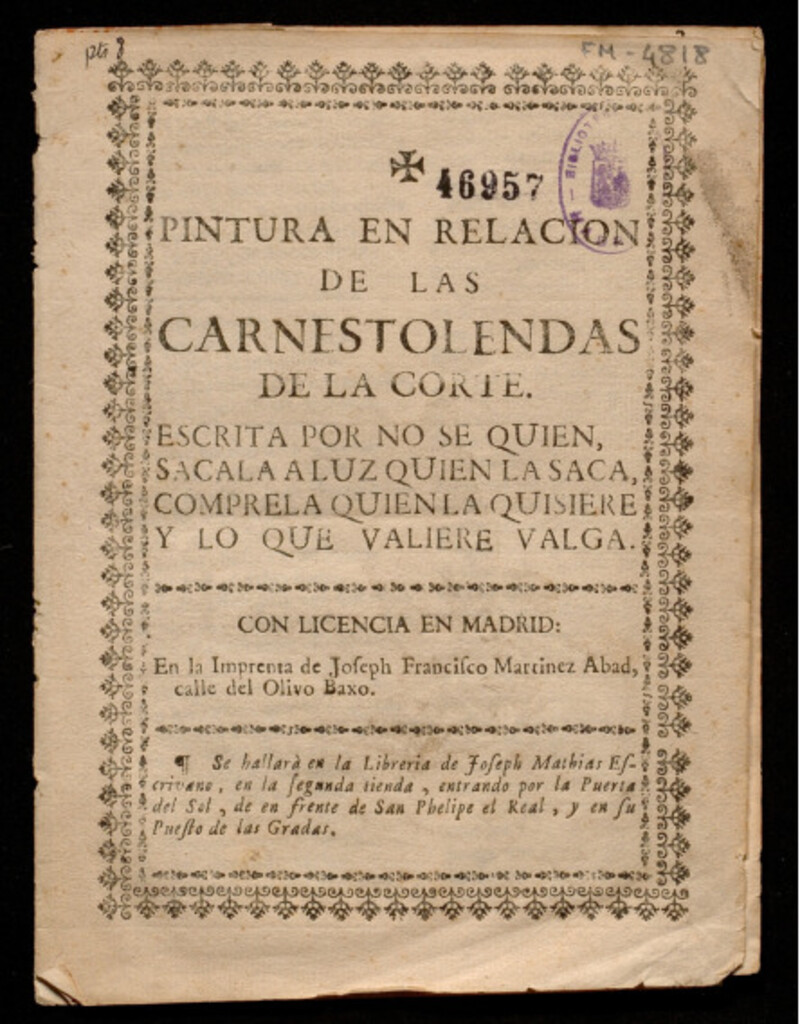 pts 8
FM-4818
✠ 46957
BIBLIOT
PINTURA EN RELACION
DE LAS
CARNESTOLENDAS
DE LA CORTE.
ESCRITA POR NO SE QUIEN,
SACALA A LUZ QUIEN LA SACA,
COMPRELA QUIEN LA QUISIERE
Y LO QUE VALIERE VALGA.
CON LICENCIA EN MADRID:
En la Imprenta de Joſeph Franciſco Martinez Abad,
calle del Olivo Baxo.
¶ Se hallarà en la Libreria de Joſeph Mathias Eſ-
crivano, en la ſegunda tienda, entrando por la Puerta
del Sol, de en frente de San Phelipe el Real, y en ſu
Pueſto de las Gradas.